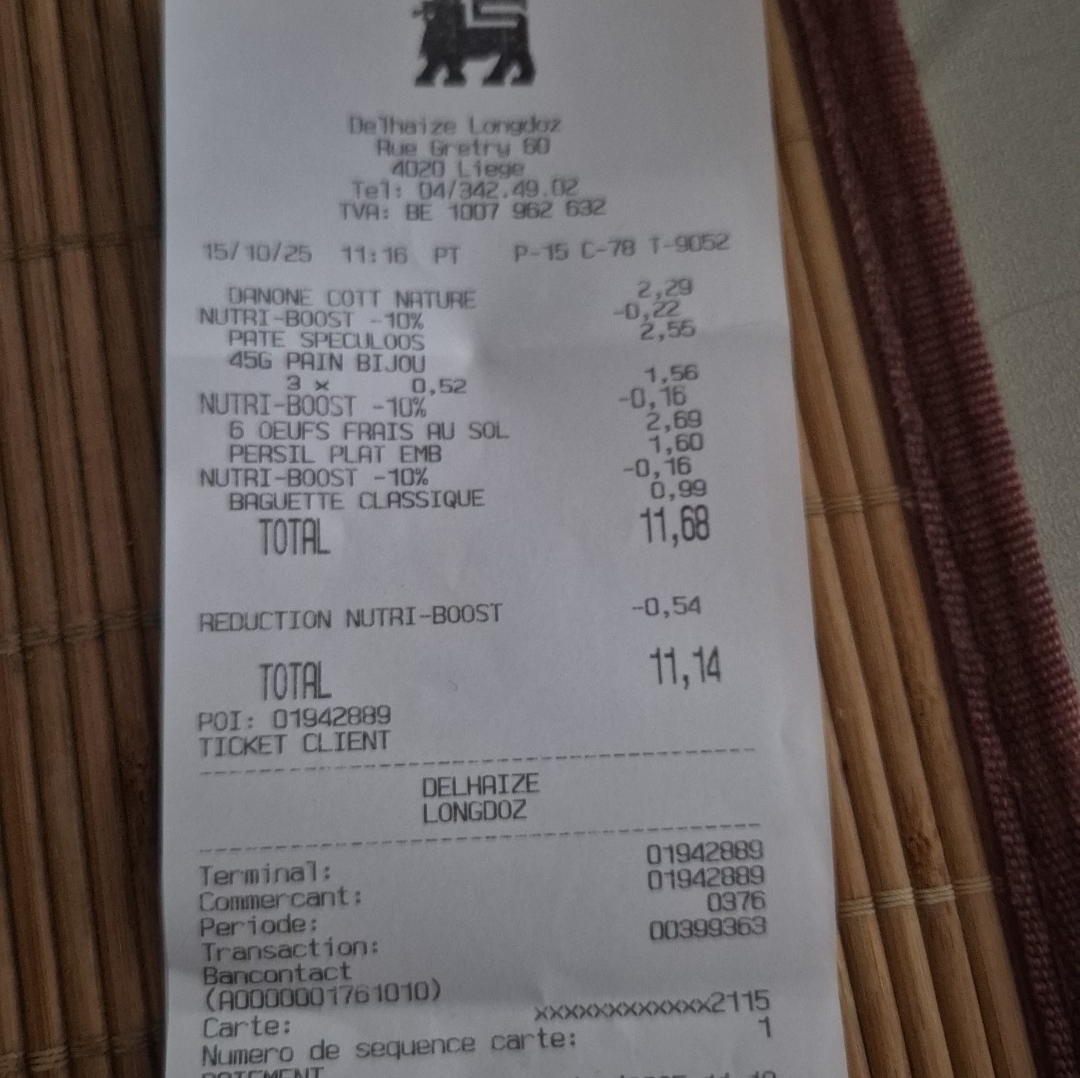 Delhaize Longdoz
Rue Gretry 60
4020 Liege
Tel: 04/342.49.02
TVA: BE 1007 962 632
15/10/25 11:16 PT P-15 C-78 T-9052
DANONE COTT NATURE 2,29
NUTRI-BOOST -10% -0,22
PATE SPECULOOS 2,55
45G PAIN BIJOU
3 x 0,52 1,56
NUTRI-BOOST -10% -0,16
6 OEUFS FRAIS AU SOL 2,69
PERSIL PLAT EMB 1,60
NUTRI-BOOST -10% -0,16
BAGUETTE CLASSIQUE 0,99
TOTAL 11,68
REDUCTION NUTRI-BOOST -0,54
TOTAL 11,14
POI: 01942889
TICKET CLIENT
DELHAIZE
LONGDOZ
Terminal: 01942889
Commercant: 01942889
Periode: 0376
Transaction: 00399363
Bancontact
(A0000001761010)
Carte: xxxxxxxxxxxxx2115
Numero de sequence carte: 1
PAIEMENT